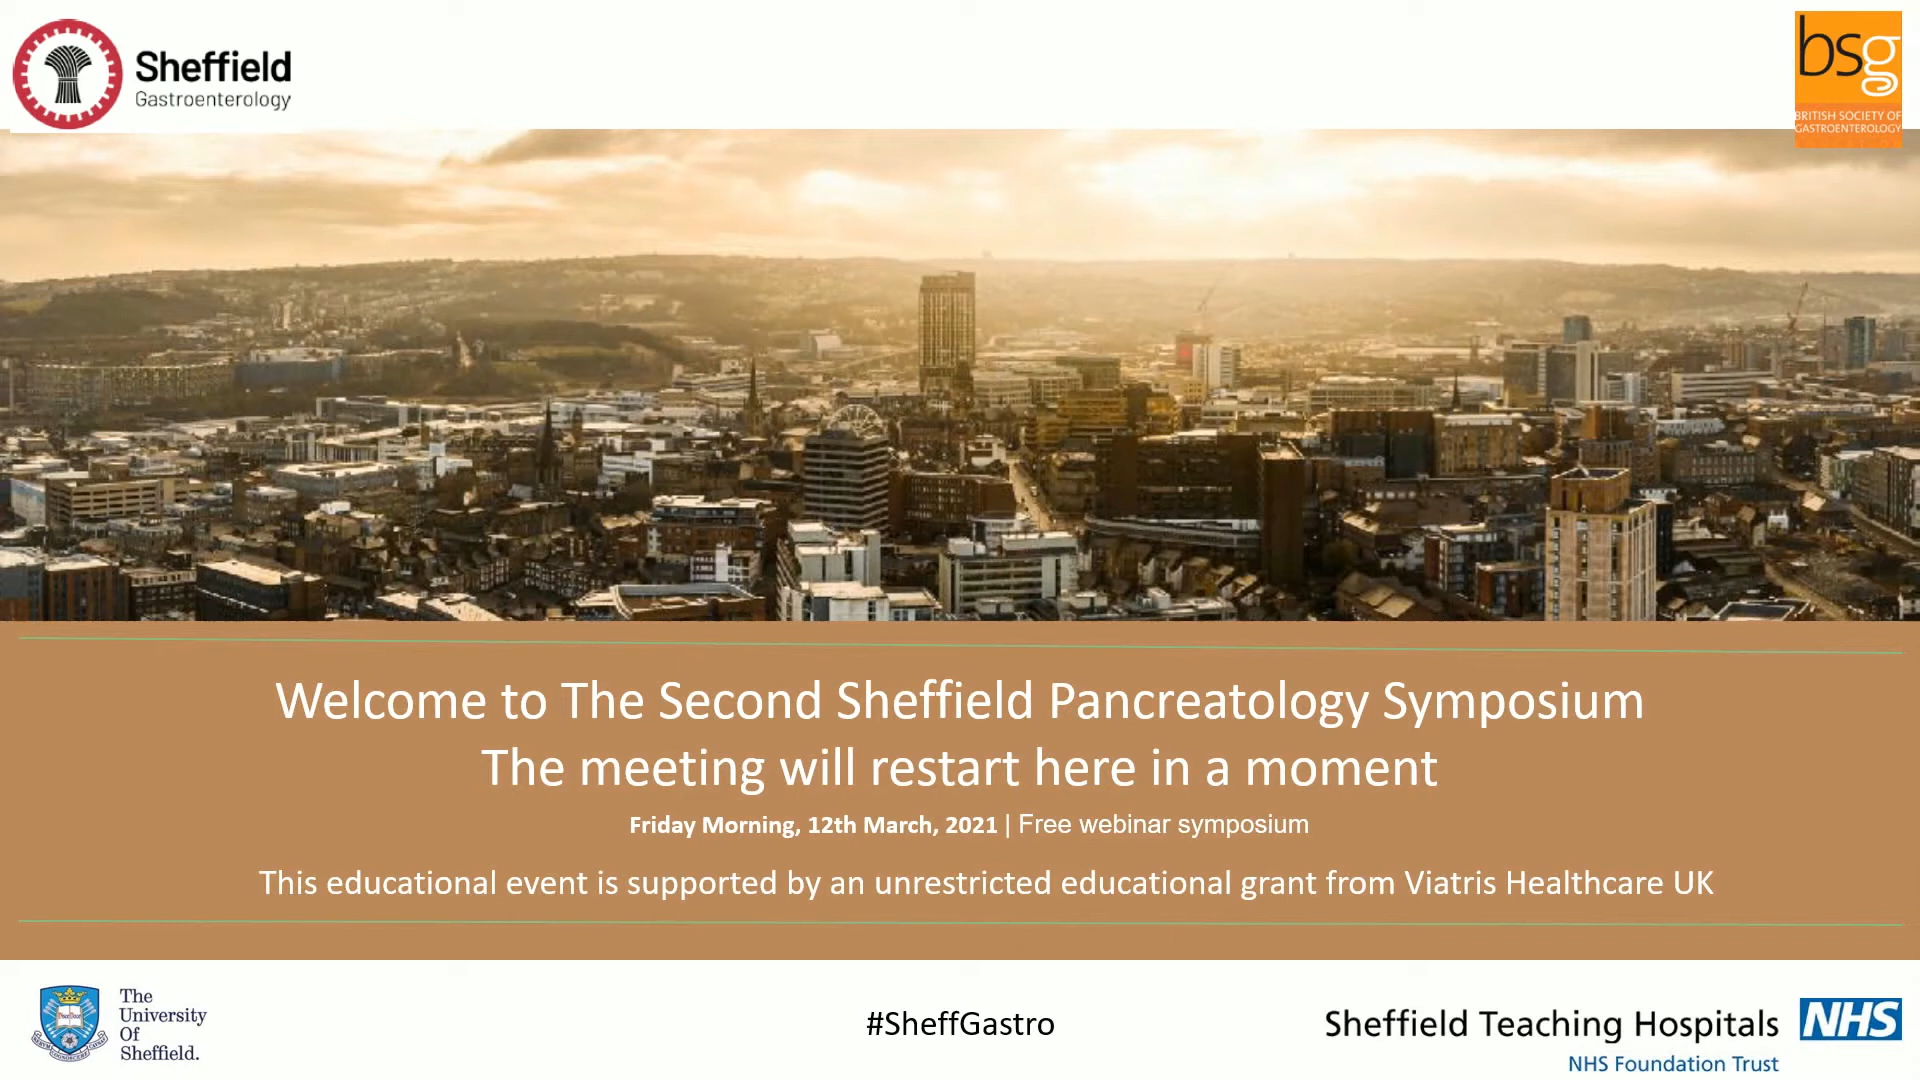 Sheffield
Gastroenterology
bsg
BRITISH SOCIETY OF
GASTROENTEROLOGY
Welcome to The Second Sheffield Pancreatology Symposium
The meeting will restart here in a moment
Friday Morning, 12th March, 2021 | Free webinar symposium
This educational event is supported by an unrestricted educational grant from Viatris Healthcare UK
The
University
Of
Sheffield.
#SheffGastro
Sheffield Teaching Hospitals NHS
NHS Foundation Trust